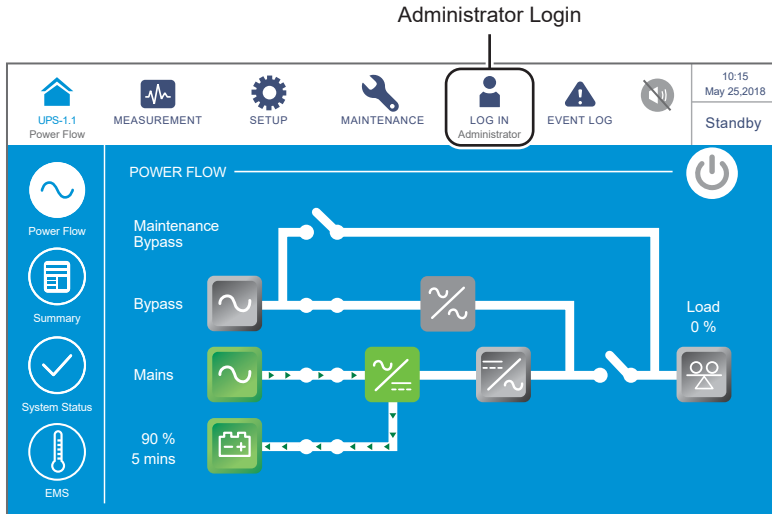 Administrator Login
UPS-1.1
Power Flow
MEASUREMENT
SETUP
MAINTENANCE
LOG IN
Administrator
EVENT LOG
10:15
May 25,2018
Standby
Power Flow
Summary
System Status
EMS
POWER FLOW
Maintenance
Bypass
Bypass
Mains
90 %
5 mins
Load
0 %